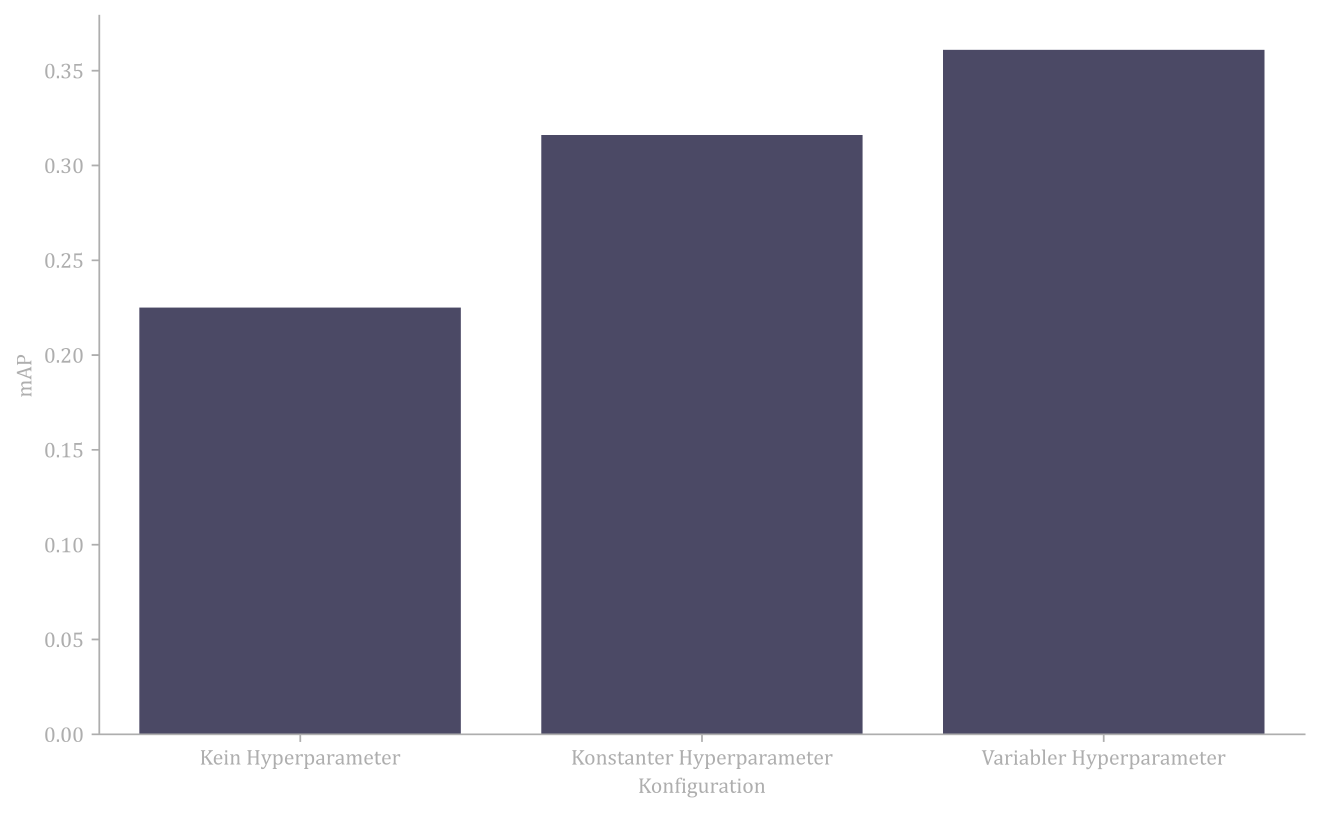 mAP
0.35
0.30
0.25
0.20
0.15
0.10
0.05
0.00
Kein Hyperparameter
Konstanter Hyperparameter
Variabler Hyperparameter
Konfiguration